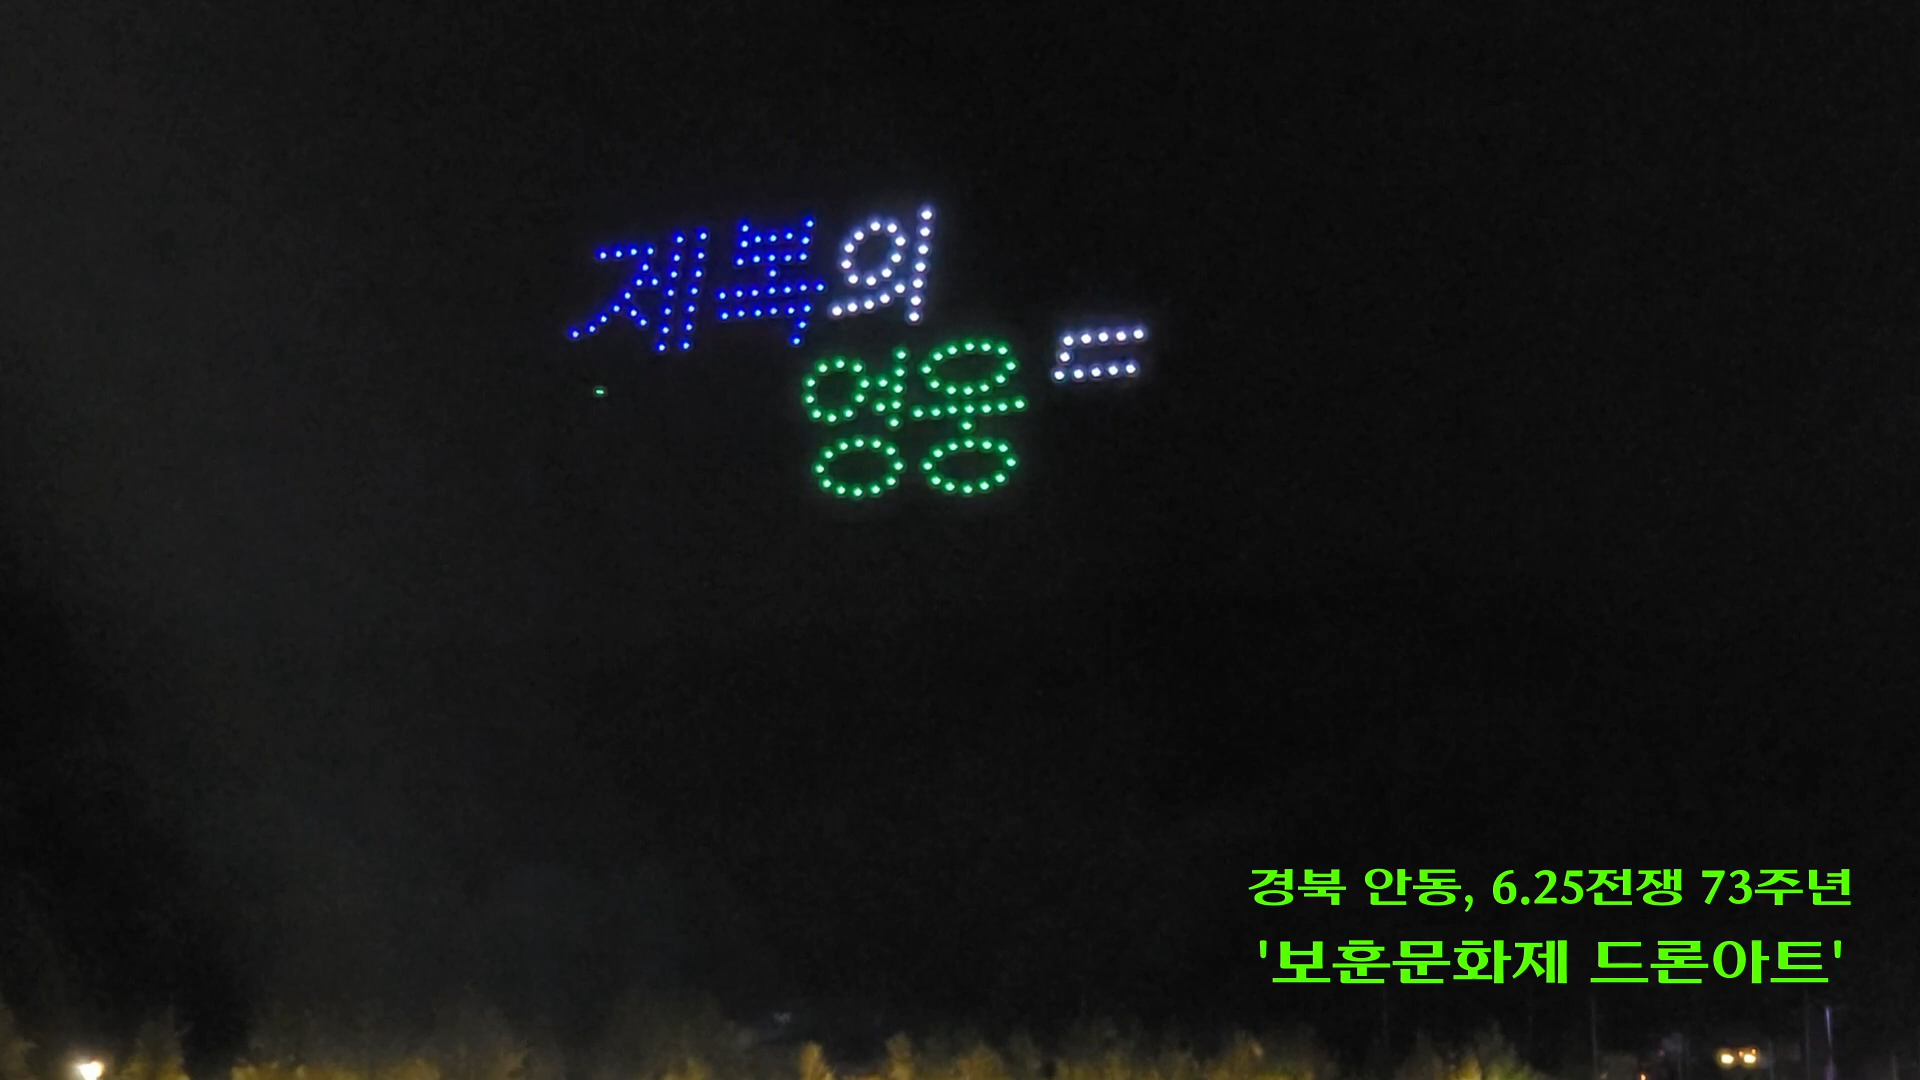 제복의
영웅드
경북 안동, 6.25전쟁 73주년
'보훈문화제 드론아트'